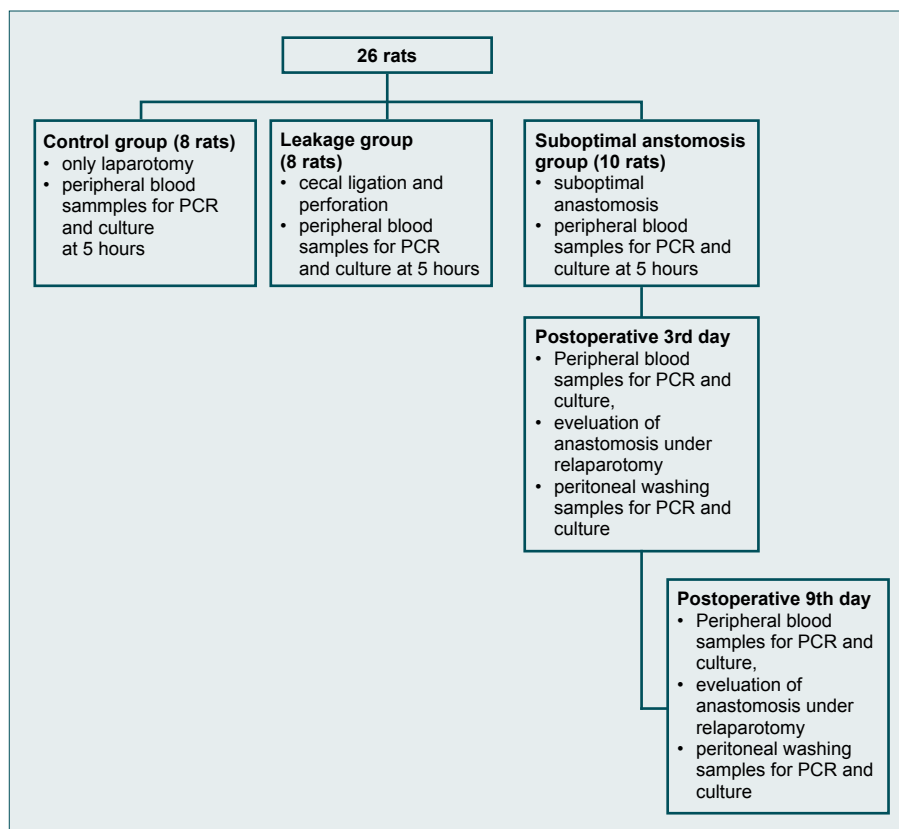 26 rats
Control group (8 rats)
• only laparotomy
• peripheral blood
sammples for PCR
and culture
at 5 hours
Leakage group
(8 rats)
• cecal ligation and
perforation
• peripheral blood
samples for PCR
and culture at 5 hours
Suboptimal anstomosis
group (10 rats)
• suboptimal
anastomosis
• peripheral blood
samples for PCR and
culture at 5 hours
Postoperative 3rd day
• Peripheral blood
samples for PCR and
culture,
• eveluation of
anastomosis under
relaparotomy
• peritoneal washing
samples for PCR and
culture
Postoperative 9th day
• Peripheral blood
samples for PCR and
culture,
• eveluation of
anastomosis under
relaparotomy
• peritoneal washing
samples for PCR and
culture